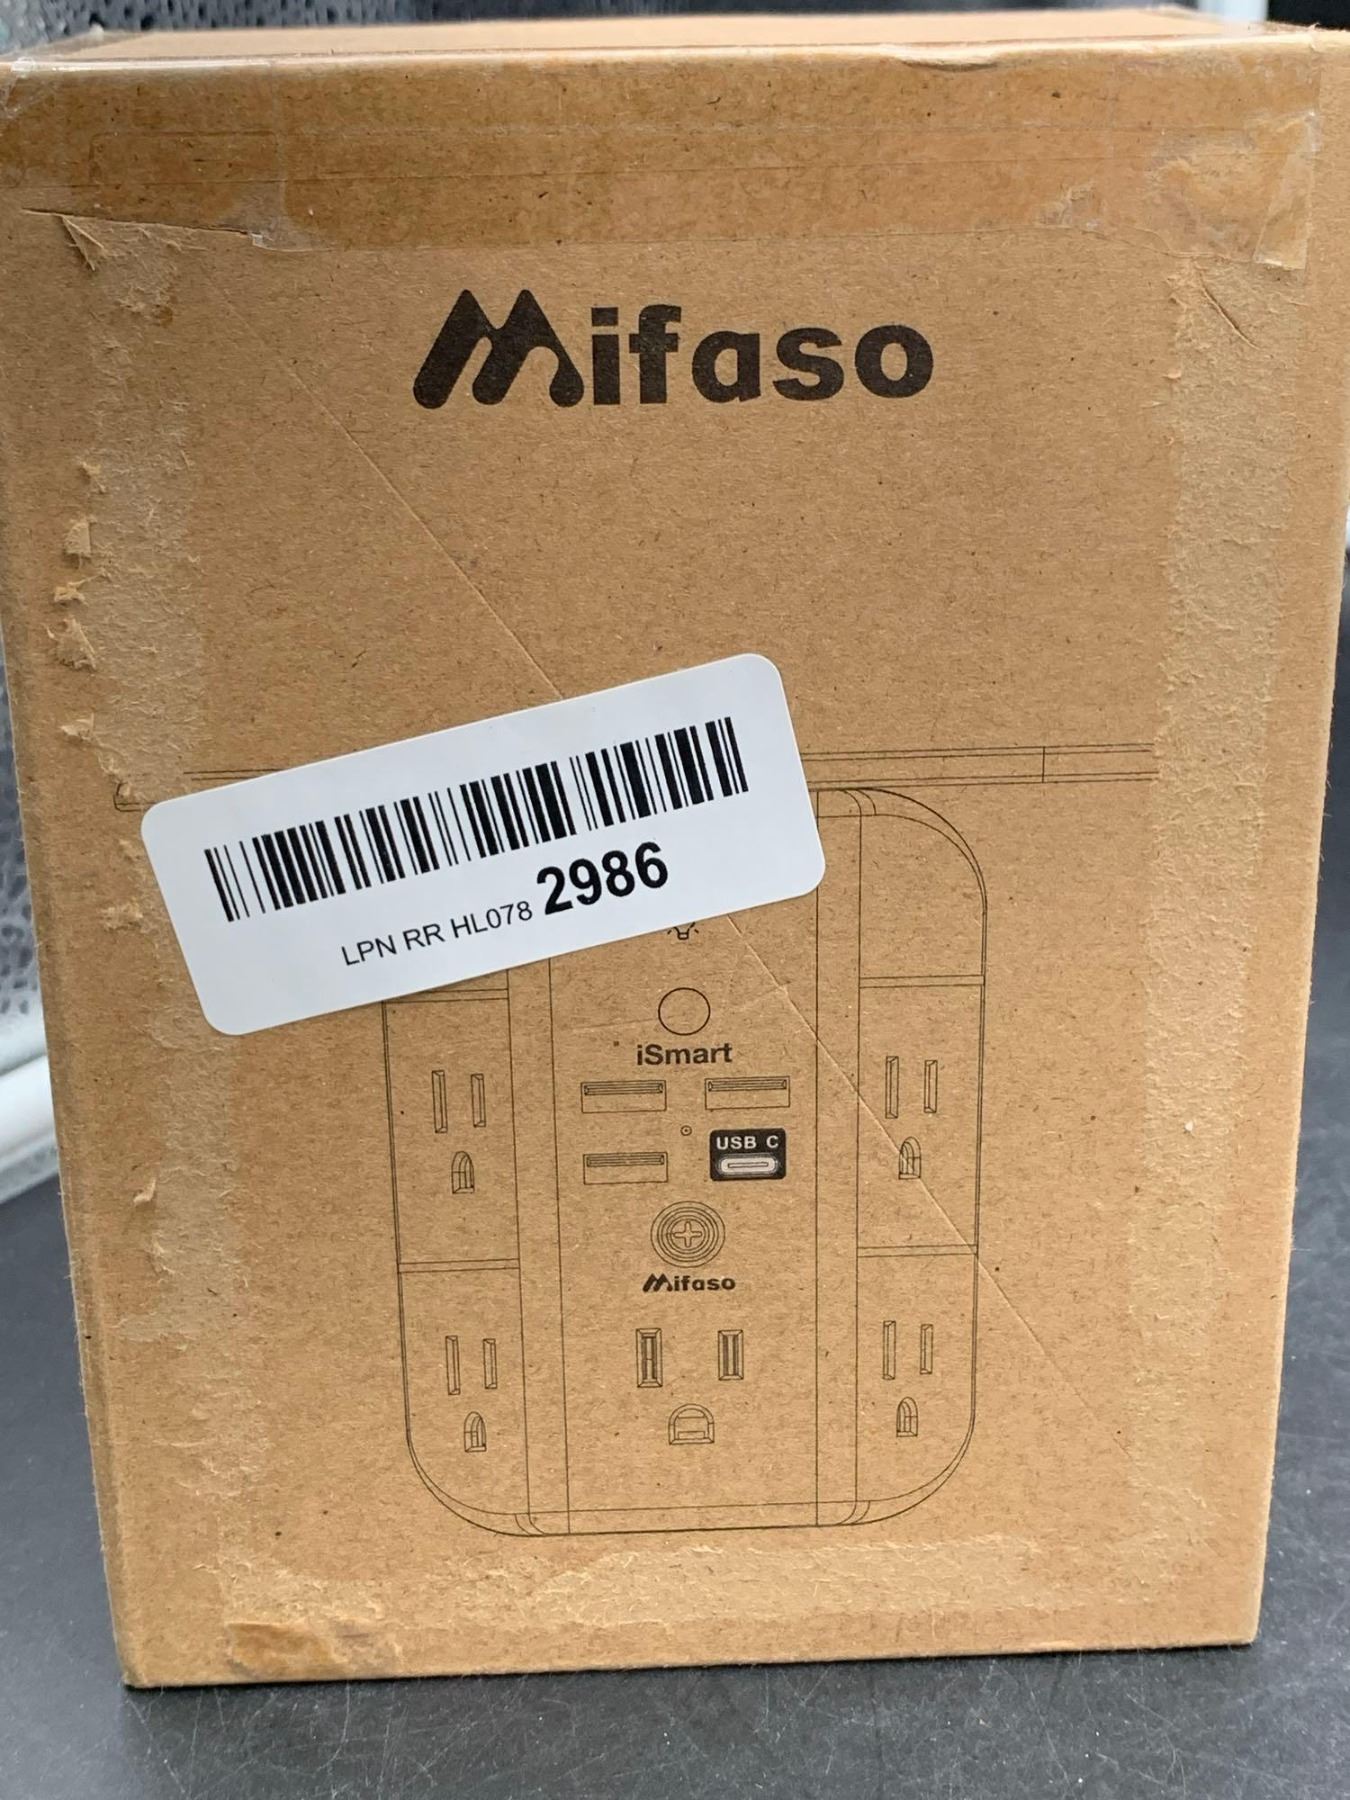 Mifaso
LPN RR HL078 2986
iSmart
USB C
Mifaso